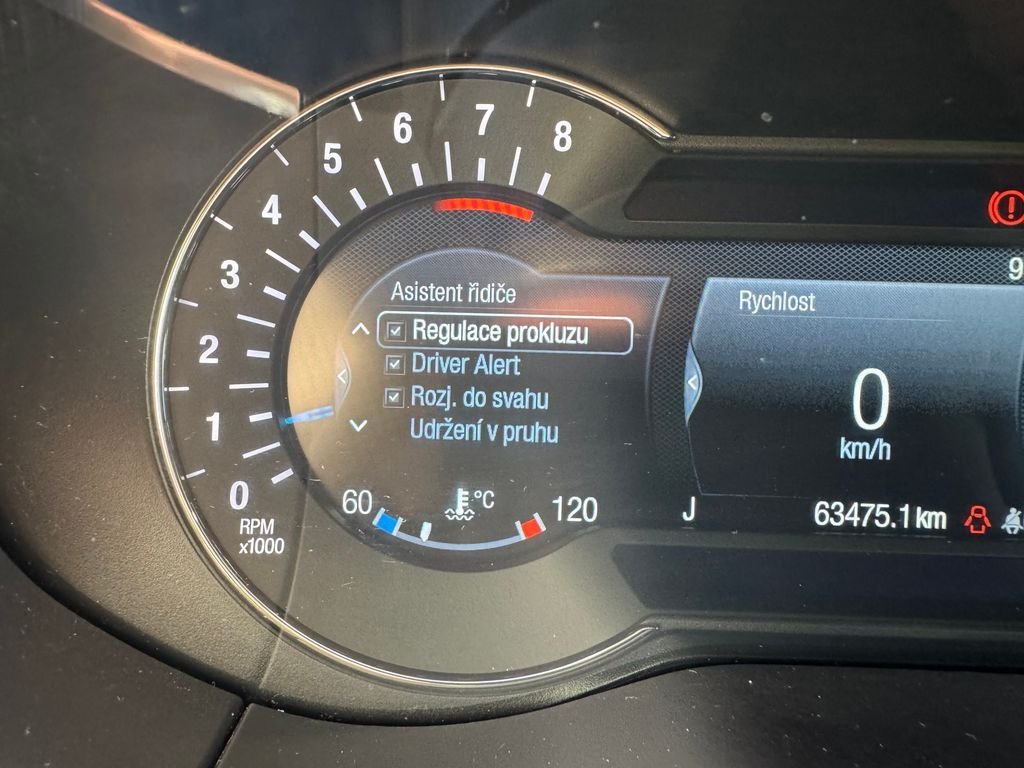 8
7
6
5
4
3
2
1
0
RPM
x1000
Asistent řidiče
Regulace prokluzu
Driver Alert
Rozj. do svahu
Udržení v pruhu
60
°C
120
9
Rychlost
0
km/h
J
63475.1 km